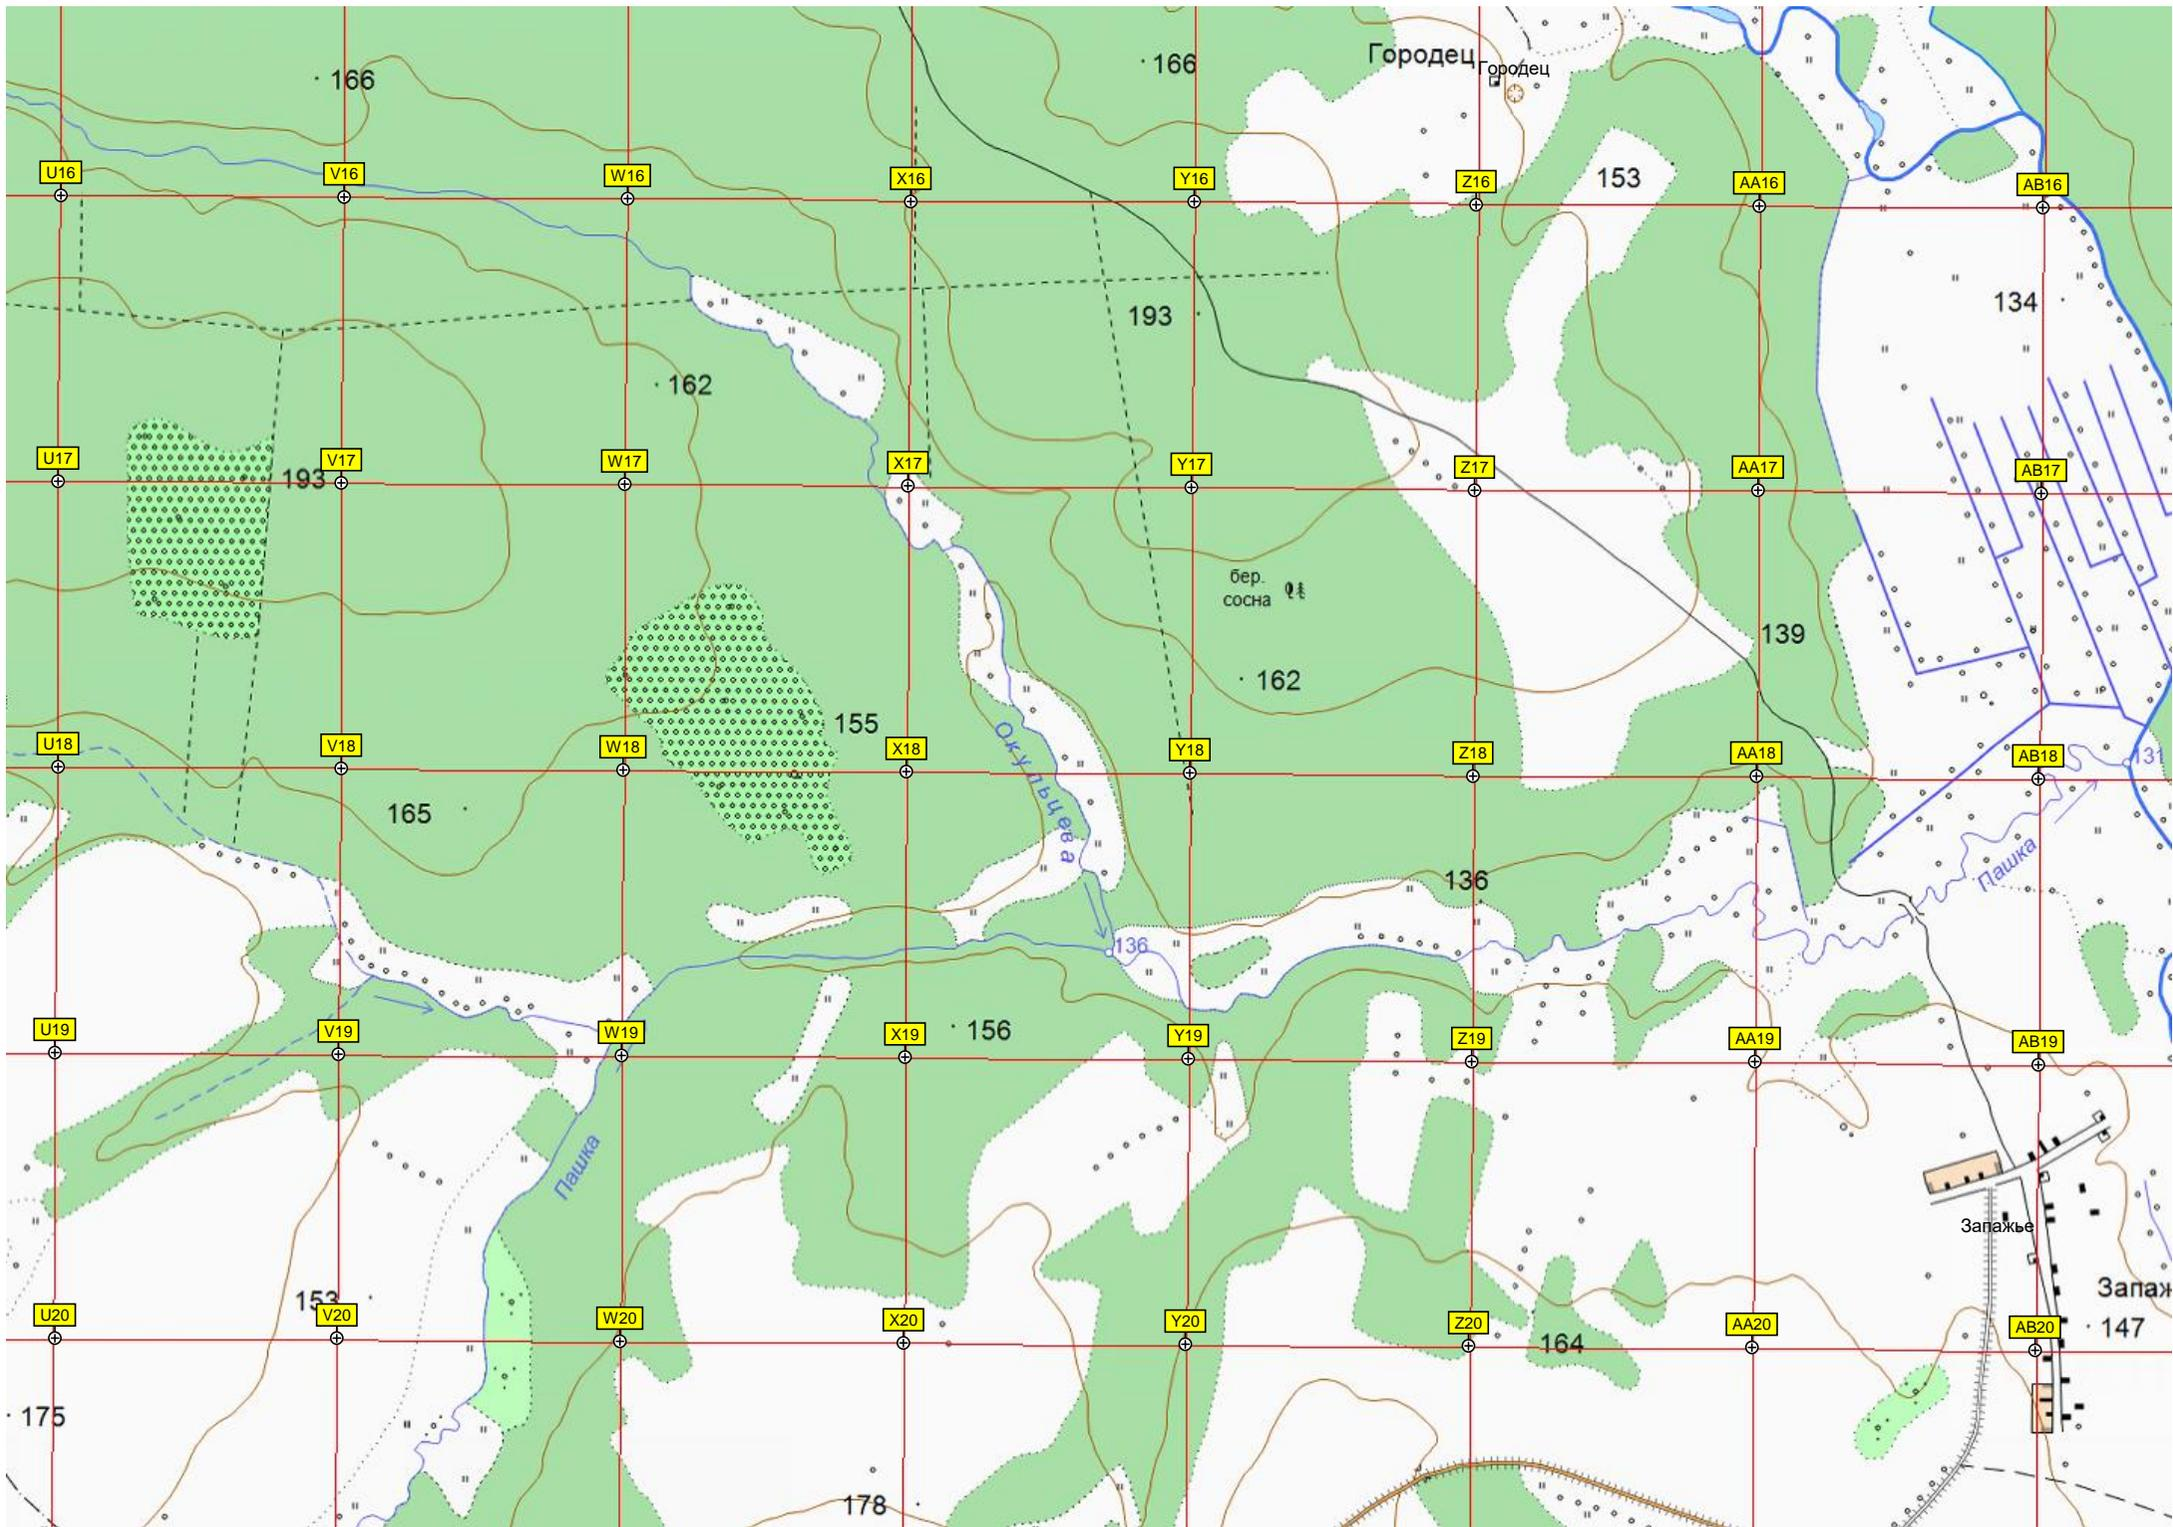 166
166
Городец
Городец
U16
V16
W16
X16
Y16
Z16
153
AA16
AB16
193
134
162
U17
V17
W17
X17
Y17
Z17
AA17
AB17
193
бер.
сосна
162
139
155
Окульцева
U18
V18
W18
X18
Y18
Z18
AA18
AB18
131
165
136
Пашка
136
U19
V19
W19
X19
156
Y19
Z19
AA19
AB19
Пашка
Запажье
153
Запаж
U20
V20
W20
X20
Y20
Z20
164
AA20
AB20
147
175
178